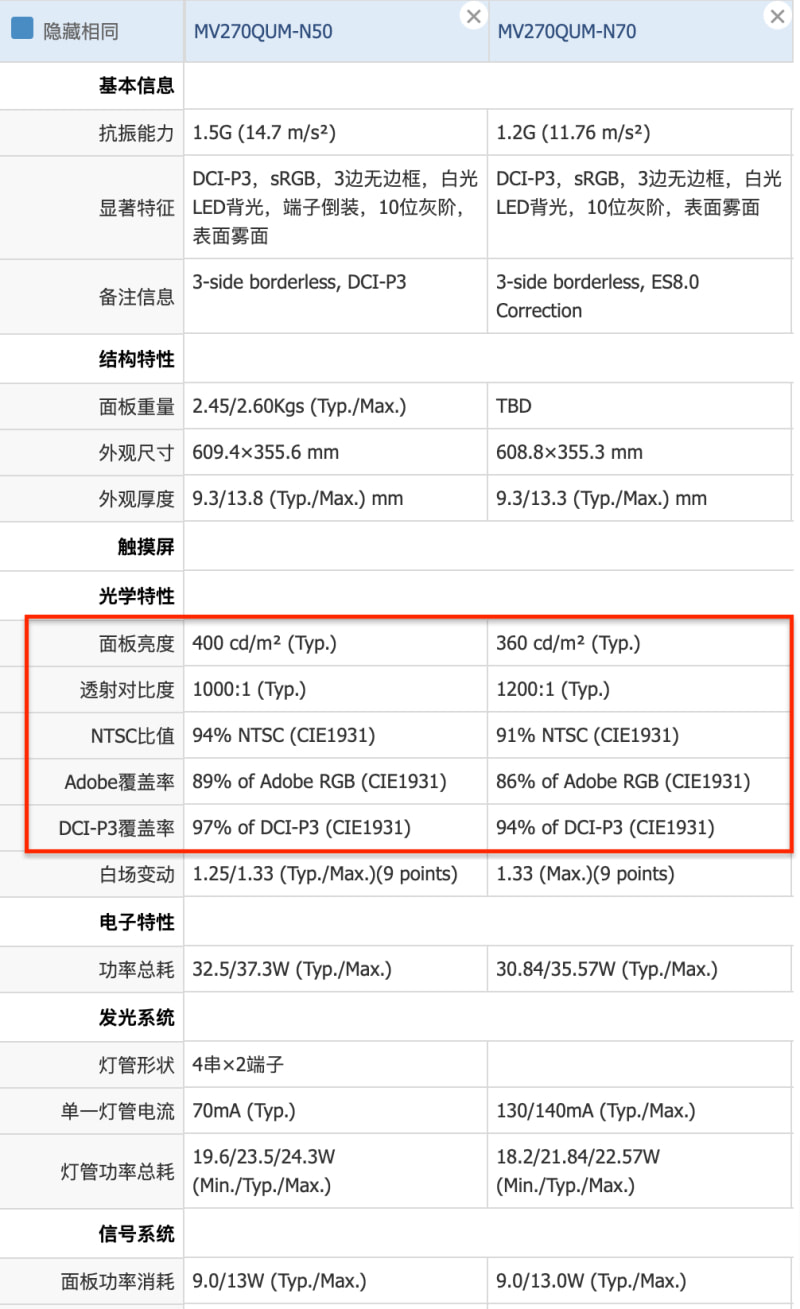 隐藏相同 MV270QUM-N50 MV270QUM-N70
基本信息
抗振能力 1.5G (14.7 m/s²) 1.2G (11.76 m/s²)
显著特征 DCI-P3，sRGB，3边无边框，白光 DCI-P3，sRGB，3边无边框，白光
LED背光，端子倒装，10位灰阶， LED背光，10位灰阶，表面雾面
表面雾面
备注信息 3-side borderless, DCI-P3 3-side borderless, ES8.0
Correction
结构特性
面板重量 2.45/2.60Kgs (Typ./Max.) TBD
外观尺寸 609.4×355.6 mm 608.8×355.3 mm
外观厚度 9.3/13.8 (Typ./Max.) mm 9.3/13.3 (Typ./Max.) mm
触摸屏
光学特性
面板亮度 400 cd/m² (Typ.) 360 cd/m² (Typ.)
透射对比度 1000:1 (Typ.) 1200:1 (Typ.)
NTSC比值 94% NTSC (CIE1931) 91% NTSC (CIE1931)
Adobe覆盖率 89% of Adobe RGB (CIE1931) 86% of Adobe RGB (CIE1931)
DCI-P3覆盖率 97% of DCI-P3 (CIE1931) 94% of DCI-P3 (CIE1931)
白场变动 1.25/1.33 (Typ./Max.)(9 points) 1.33 (Max.)(9 points)
电子特性
功率总耗 32.5/37.3W (Typ./Max.) 30.84/35.57W (Typ./Max.)
发光系统
灯管形状 4串×2端子
单一灯管电流 70mA (Typ.) 130/140mA (Typ./Max.)
灯管功率总耗 19.6/23.5/24.3W 18.2/21.84/22.57W
(Min./Typ./Max.) (Min./Typ./Max.)
信号系统
面板功率消耗 9.0/13W (Typ./Max.) 9.0/13.0W (Typ./Max.)